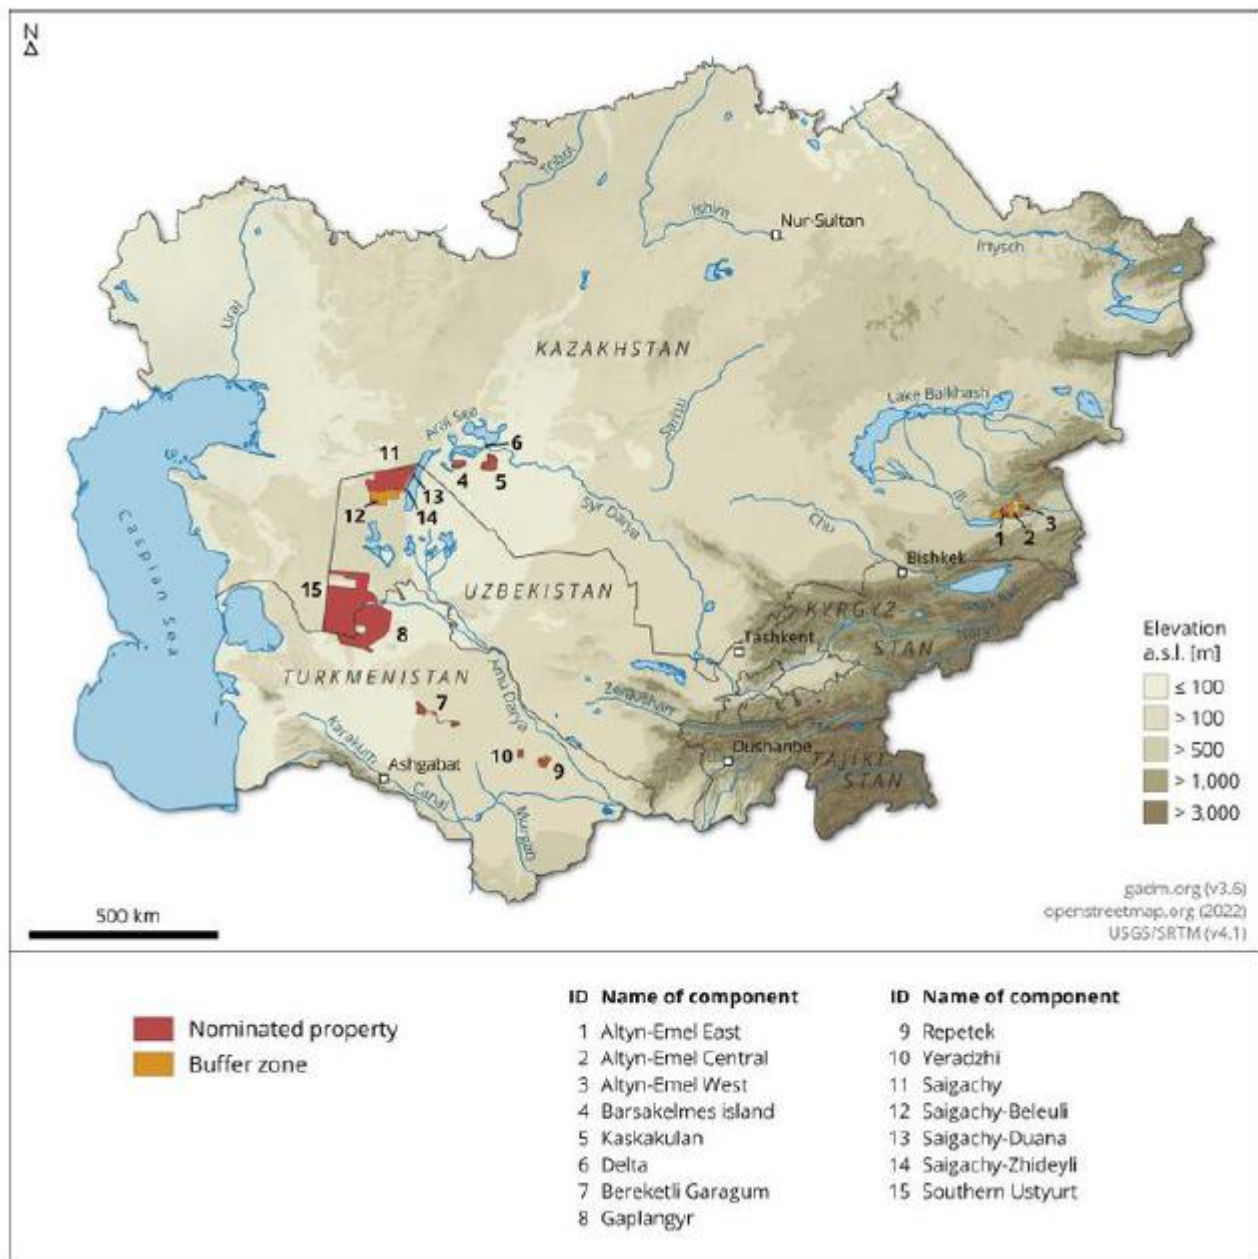 N
Tobol
Ishim
Nur-Sultan
Irtysch
Ural
KAZAKHSTAN
Lake Balkhash
Sarysu
Aral Sea
6
11
4
5
13
12
14
Syr Darya
Ili
3
1
2
Chu
Bishkek
Caspian Sea
15
UZBEKISTAN
KYRGYZ
STAN
8
Tashkent
TURKMENISTAN
Amu Darya
Zeravshan
7
Karakum
Canal
Ashgabat
10
9
Dushanbe
TAJIKI
STAN
Murgan
Elevation
a.s.l. [m]
≤ 100
> 100
> 500
> 1,000
> 3,000
500 km
gadm.org (v3.6)
openstreetmap.org (2022)
USGS/SRTM (v4.1)
Nominated property
Buffer zone
ID Name of component
1 Altyn-Emel East
2 Altyn-Emel Central
3 Altyn-Emel West
4 Barsakelmes island
5 Kaskakulan
6 Delta
7 Bereketli Garagum
8 Gaplangyr
ID Name of component
9 Repetek
10 Yeradzhi
11 Saigachy
12 Saigachy-Beleuli
13 Saigachy-Duana
14 Saigachy-Zhideyli
15 Southern Ustyurt